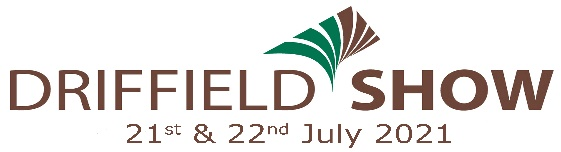 DRIFFIELD SHOW
21st & 22nd July 2021